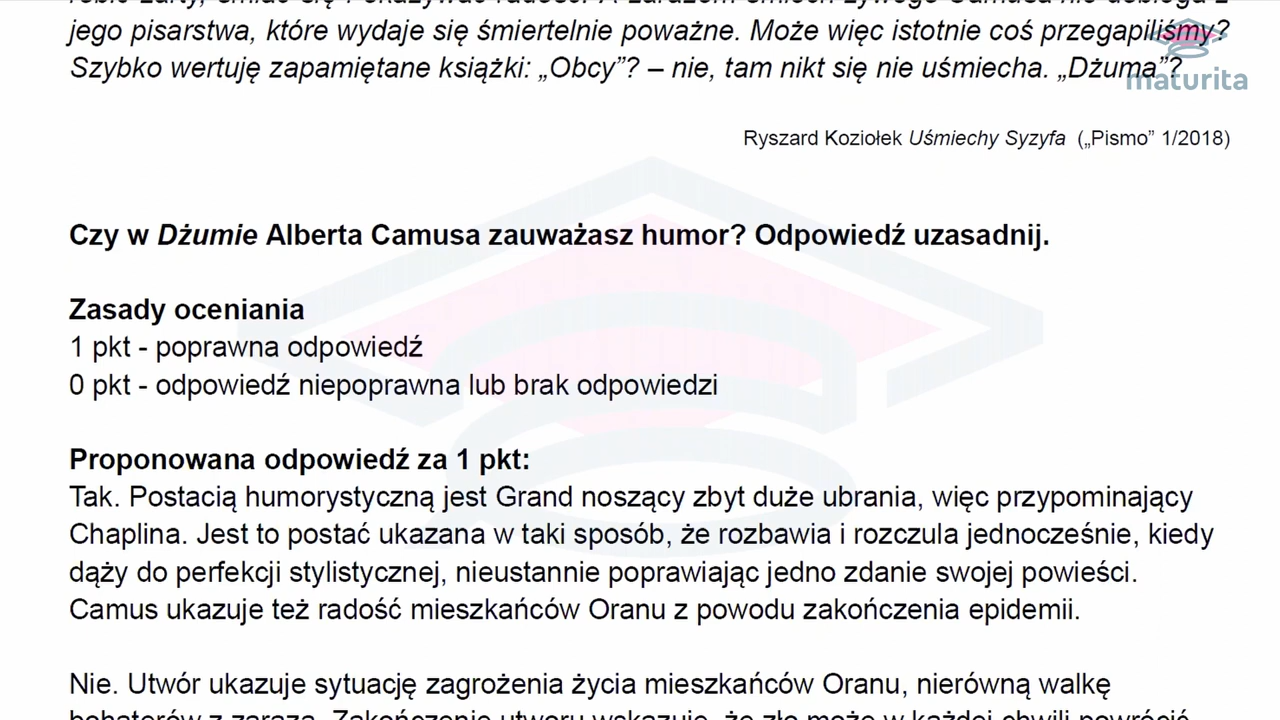 jego pisarstwa, które wydaje się śmiertelnie poważne. Może więc istotnie coś przegapiliśmy?
Szybko wertuję zapamiętane książki: „Obcy”? – nie, tam nikt się nie uśmiecha. „Dżuma”?
maturita
Ryszard Koziołek Uśmiechy Syzyfa („Pismo” 1/2018)
Czy w Dżumie Alberta Camusa zauważasz humor? Odpowiedź uzasadnij.
Zasady oceniania
1 pkt - poprawna odpowiedź
0 pkt - odpowiedź niepoprawna lub brak odpowiedzi
Proponowana odpowiedź za 1 pkt:
Tak. Postacią humorystyczną jest Grand noszący zbyt duże ubrania, więc przypominający
Chaplina. Jest to postać ukazana w taki sposób, że rozbawia i rozczula jednocześnie, kiedy
dąży do perfekcji stylistycznej, nieustannie poprawiając jedno zdanie swojej powieści.
Camus ukazuje też radość mieszkańców Oranu z powodu zakończenia epidemii.
Nie. Utwór ukazuje sytuację zagrożenia życia mieszkańców Oranu, nierówną walkę